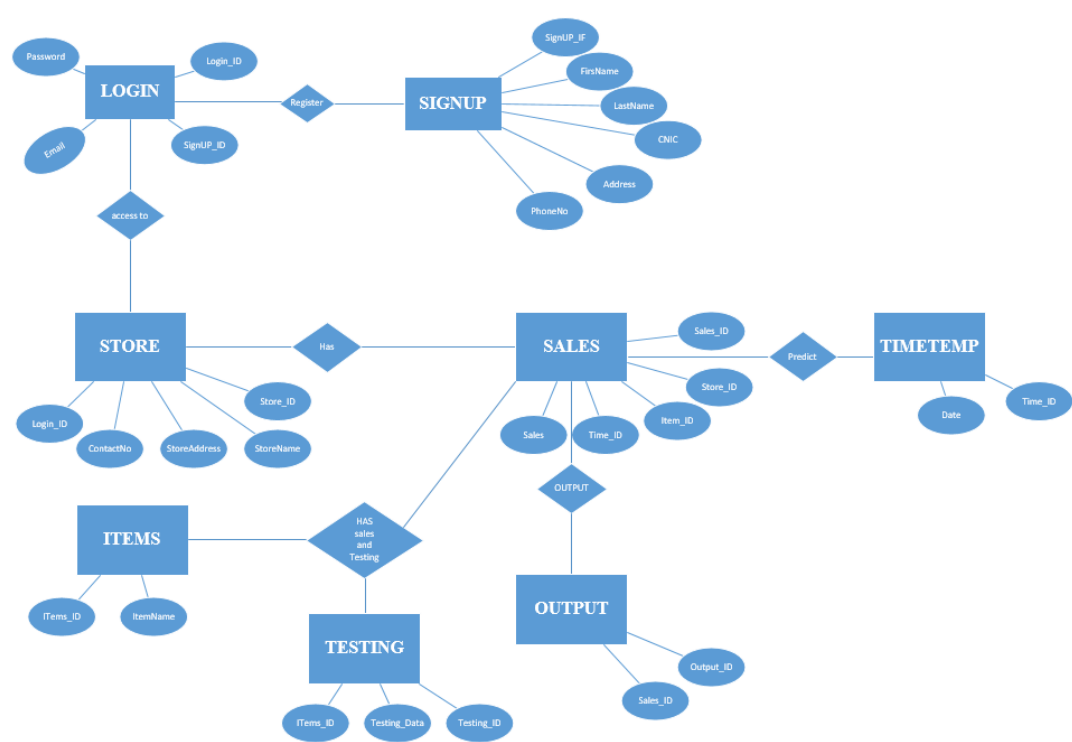 SignUP_IF
Password
Login_ID
FirsName
LOGIN
Register
SIGNUP
LastName
CNIC
Email
SignUP_ID
Address
PhoneNo
access to
STORE
Has
SALES
Sales_ID
Predict
TIMETEMP
Store_ID
Store_ID
Login_ID
Item_ID
Date
Time_ID
ContactNo
StoreAddress
StoreName
Sales
Time_ID
OUTPUT
ITEMS
HAS
sales
and
Testing
ITems_ID
ItemName
OUTPUT
TESTING
Output_ID
Sales_ID
ITems_ID
Testing_Data
Testing_ID